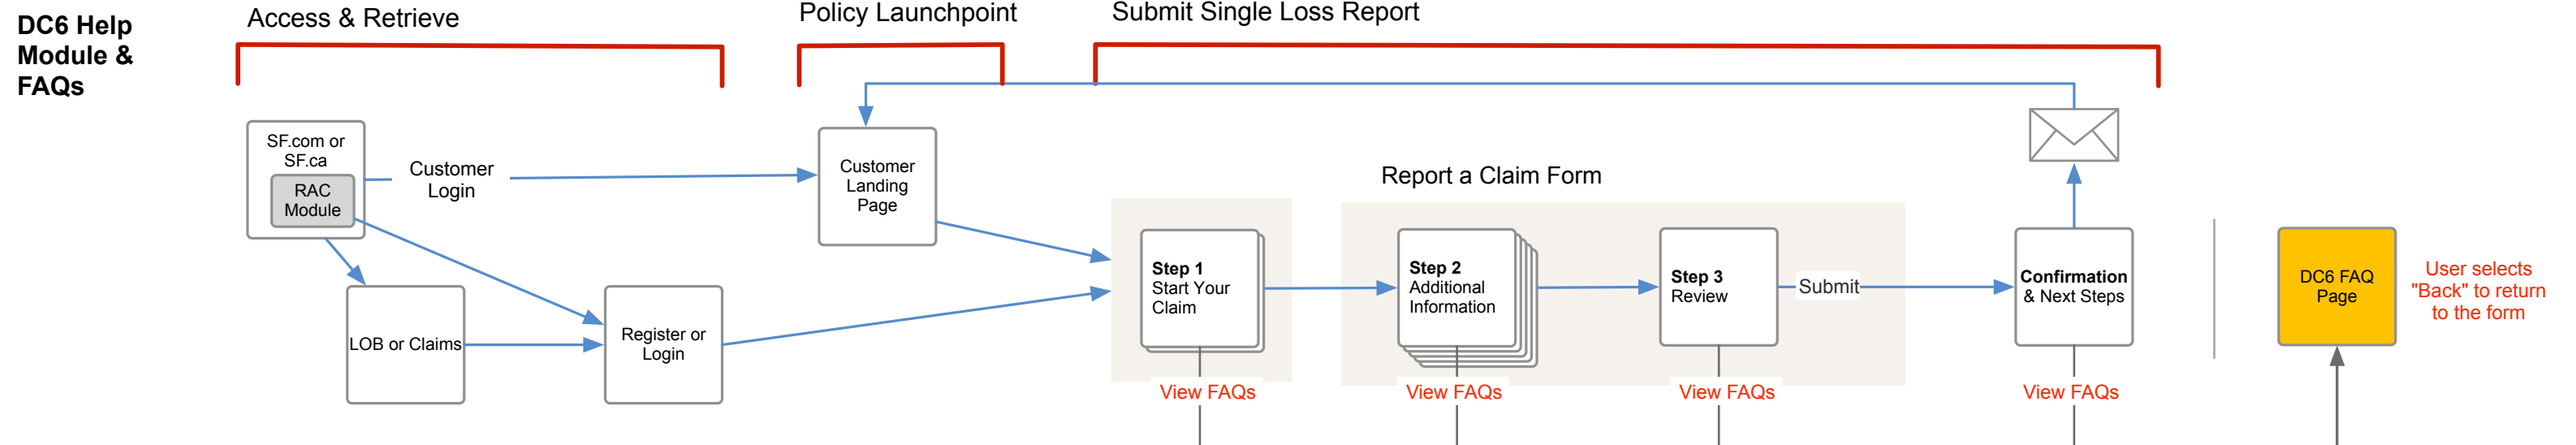 DC6 Help
Module &
FAQs
Access & Retrieve
Policy Launchpoint
Submit Single Loss Report
SF.com or
SF.ca
RAC
Module
Customer
Login
Customer
Landing
Page
LOB or Claims
Register or
Login
Report a Claim Form
Step 1
Start Your
Claim
Step 2
Additional
Information
Step 3
Review
Submit
Confirmation
& Next Steps
DC6 FAQ
Page
User selects
"Back" to return
to the form
View FAQs
View FAQs
View FAQs
View FAQs